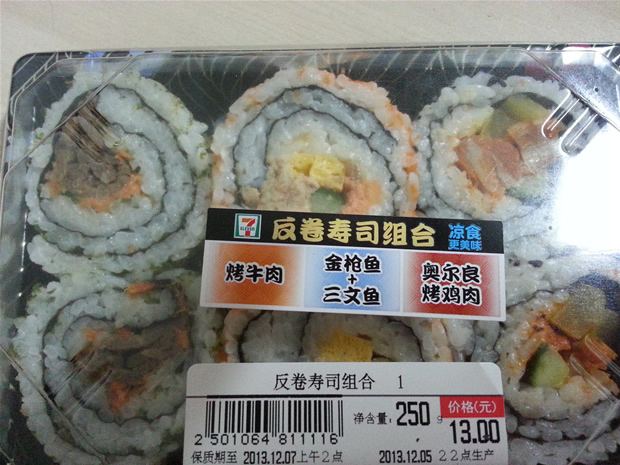 7
ELEVEN
反卷寿司组合
凉食
更美味
烤牛肉
金枪鱼
+
三文鱼
奥尔良
烤鸡肉
反卷寿司组合 1
净含量: 250 g
价格(元)
13.00
2 501064 811116
保质期至 2013.12.07上午2点 2013.12.05 22点生产